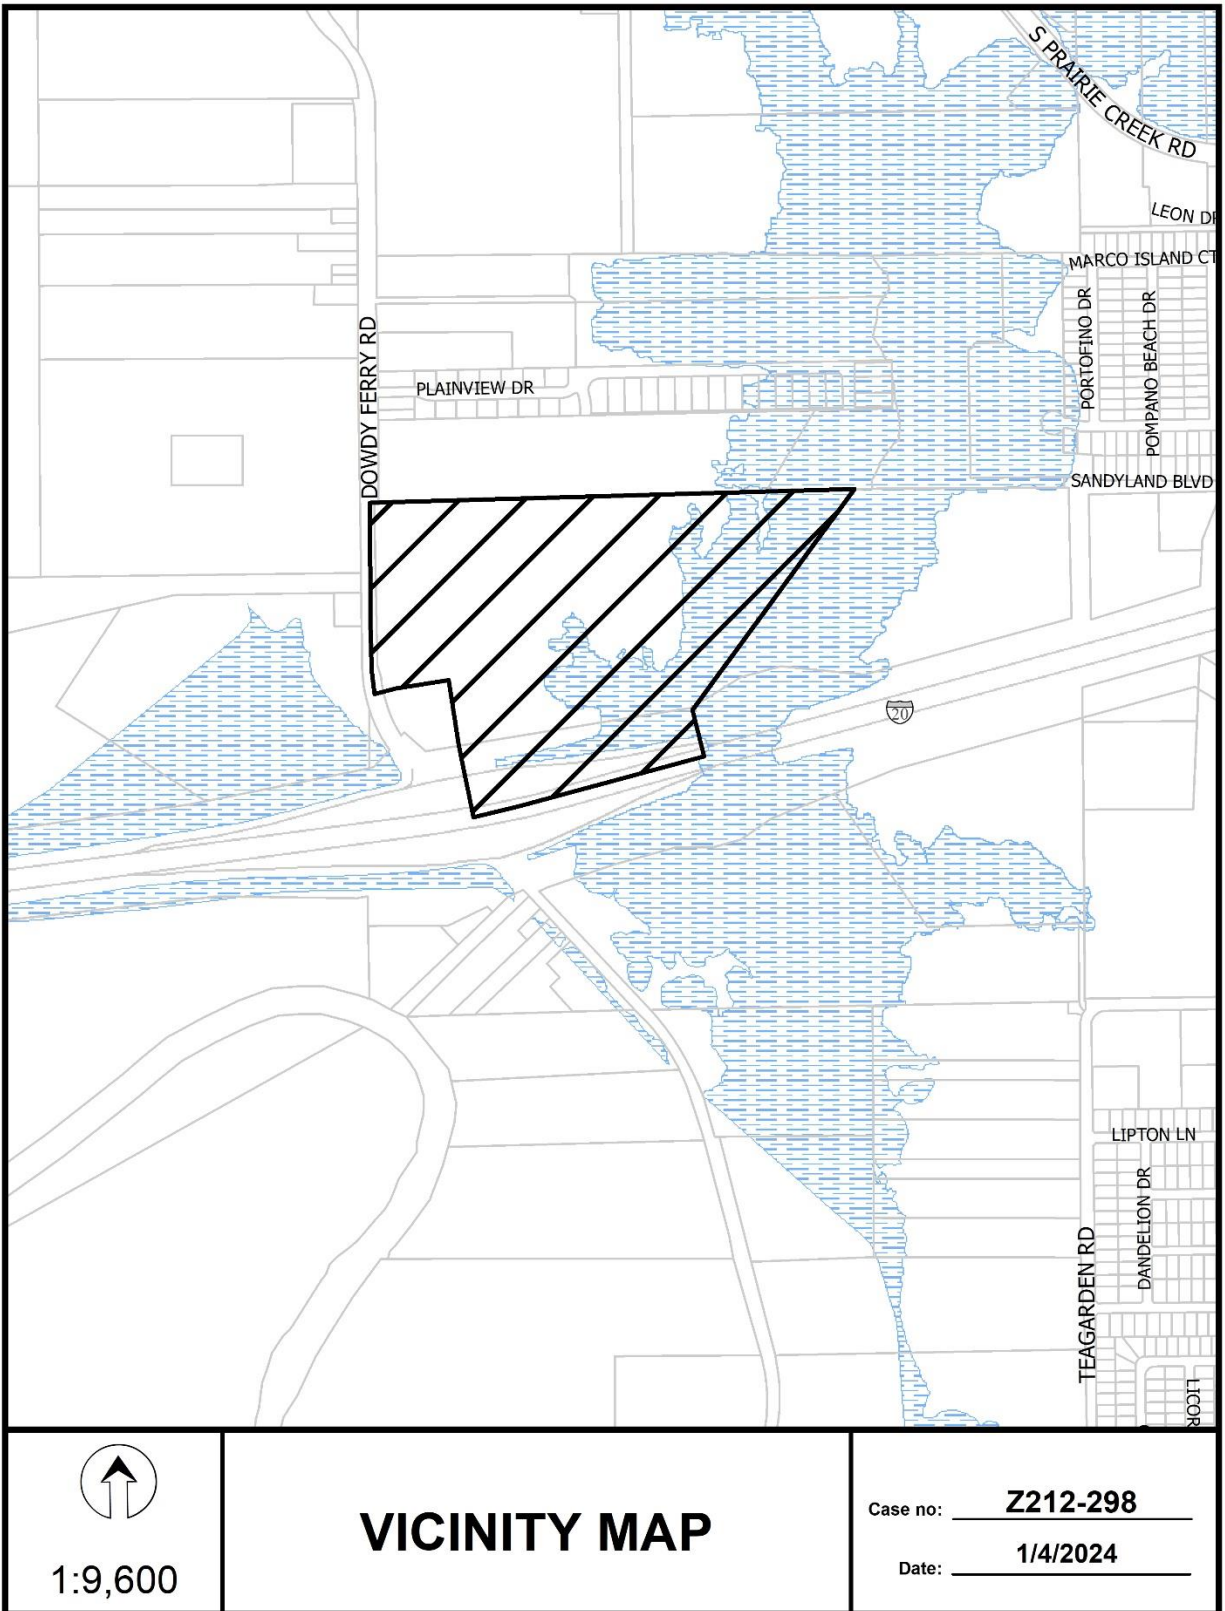 S PRAIRIE CREEK RD
LEON DR
MARCO ISLAND CT
DOWDY FERRY RD
PORTOFINO DR
POMPANO BEACH DR
PLAINVIEW DR
SANDYLAND BLVD
20
LIPTON LN
DANDELION DR
TEAGARDEN RD
LICOR
1:9,600
VICINITY MAP
Case no: Z212-298
Date: 1/4/2024